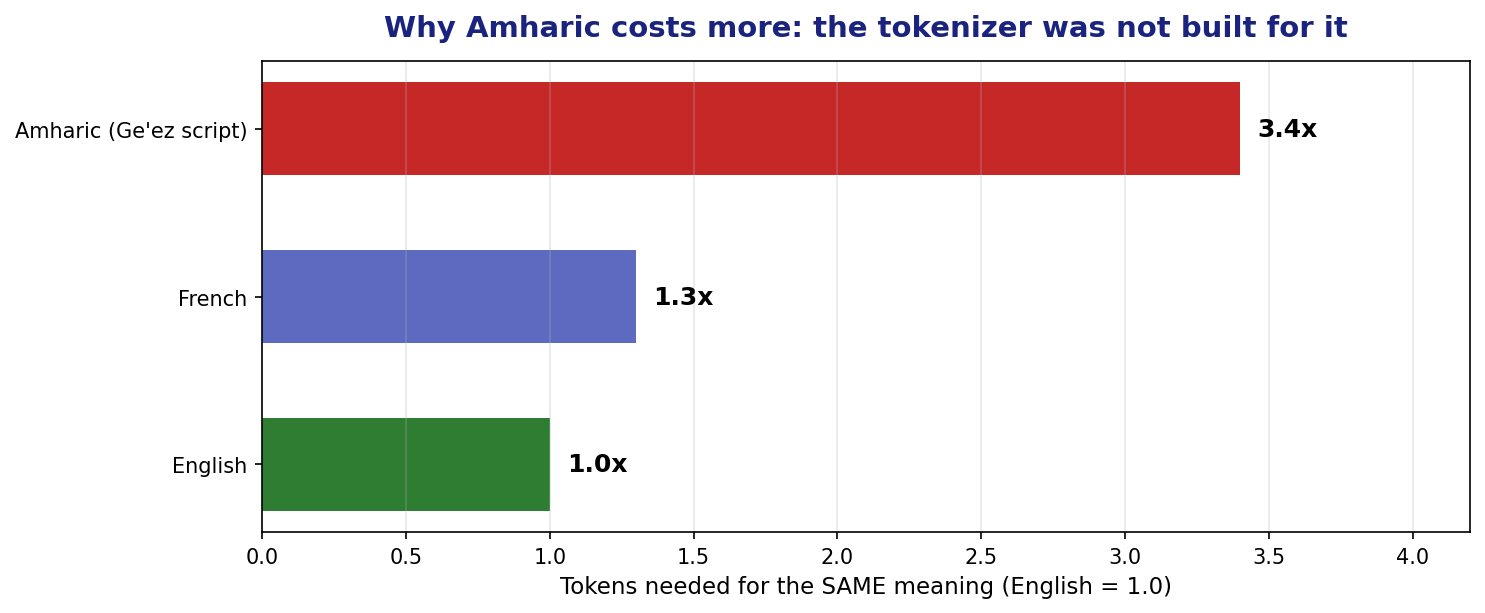 Why Amharic costs more: the tokenizer was not built for it
Amharic (Ge'ez script)
3.4x
French
1.3x
English
1.0x
0.0 0.5 1.0 1.5 2.0 2.5 3.0 3.5 4.0
Tokens needed for the SAME meaning (English = 1.0)